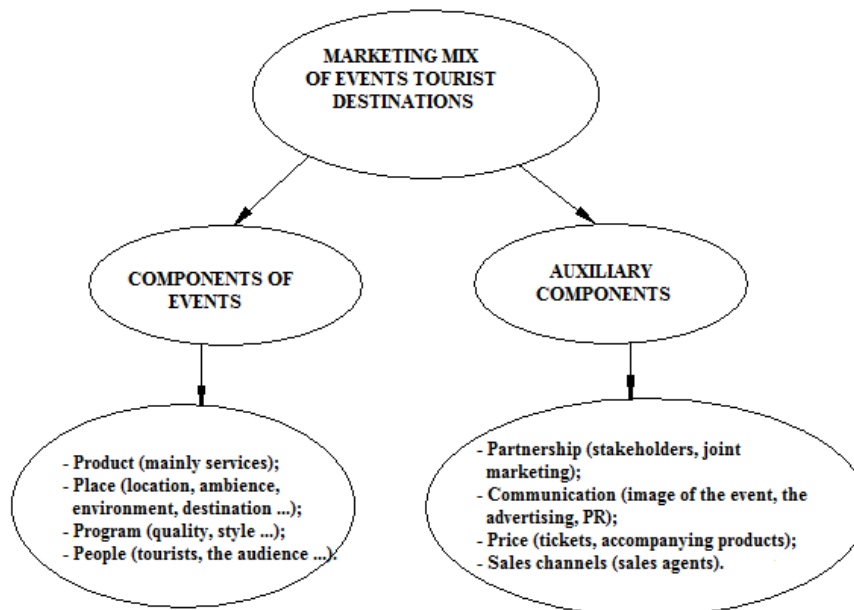 MARKETING MIX
OF EVENTS TOURIST
DESTINATIONS
COMPONENTS OF
EVENTS
AUXILIARY
COMPONENTS
- Product (mainly services);
- Place (location, ambience,
environment, destination ...);
- Program (quality, style ...);
- People (tourists, the audience ...).
- Partnership (stakeholders, joint
marketing);
- Communication (image of the event, the
advertising, PR);
- Price (tickets, accompanying products);
- Sales channels (sales agents).